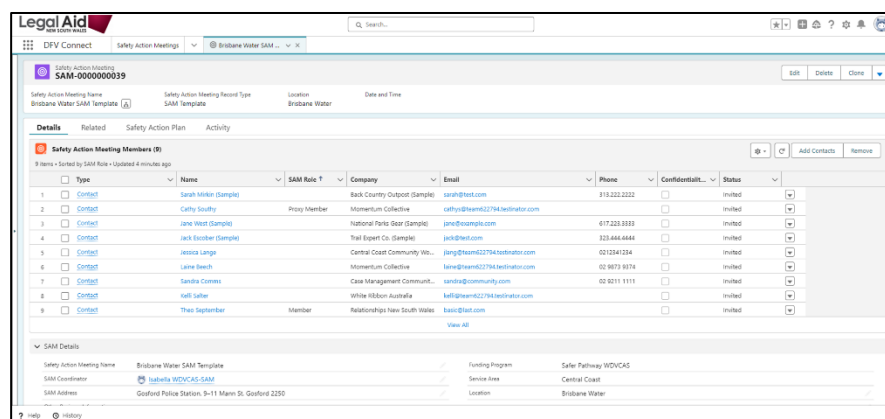 Legal Aid
NEW SOUTH WALES
Search...
DFV Connect
Safety Action Meetings
Brisbane Water SAM ...
Safety Action Meeting
SAM-0000000039
Edit
Delete
Clone
Safety Action Meeting Name
Safety Action Meeting Record Type
Location
Date and Time
Brisbane Water SAM Template
SAM Template
Brisbane Water
Details
Related
Safety Action Plan
Activity
Safety Action Meeting Members (9)
Add Contacts
Remove
9 items • Sorted by SAM Role • Updated 4 minutes ago
Type Name SAM Role ↑ Company Email Phone Confidentialit... Status
1 Contact Sarah Mirkin (Sample) Back Country Outpost (Sample) sarah@test.com 313.222.2222 Invited
2 Contact Cathy Southy Proxy Member Momentum Collective cathys@team622794.testinator.com Invited
3 Contact Jane West (Sample) National Parks Gear (Sample) jane@example.com 617.223.3333 Invited
4 Contact Jack Escober (Sample) Trail Expert Co. (Sample) jack@test.com 323.444.4444 Invited
5 Contact Jessica Lange Central Coast Community Wo... jlang@team622794.testinator.com 0212341234 Invited
6 Contact Laine Beech Momentum Collective laine@team622794.testinator.com 02 9873 9374 Invited
7 Contact Sandra Comms Case Management Communit... sandra@community.com 02 9211 1111 Invited
8 Contact Kelli Salter White Ribbon Australia kelli@team622794.testinator.com Invited
9 Contact Theo September Member Relationships New South Wales basic@last.com Invited
View All
SAM Details
Safety Action Meeting Name Brisbane Water SAM Template
Funding Program Safer Pathway WDVCAS
SAM Coordinator Isabella WDVCAS-SAM
Service Area Central Coast
SAM Address Gosford Police Station. 9-11 Mann St. Gosford 2250
Location Brisbane Water
? Help
History